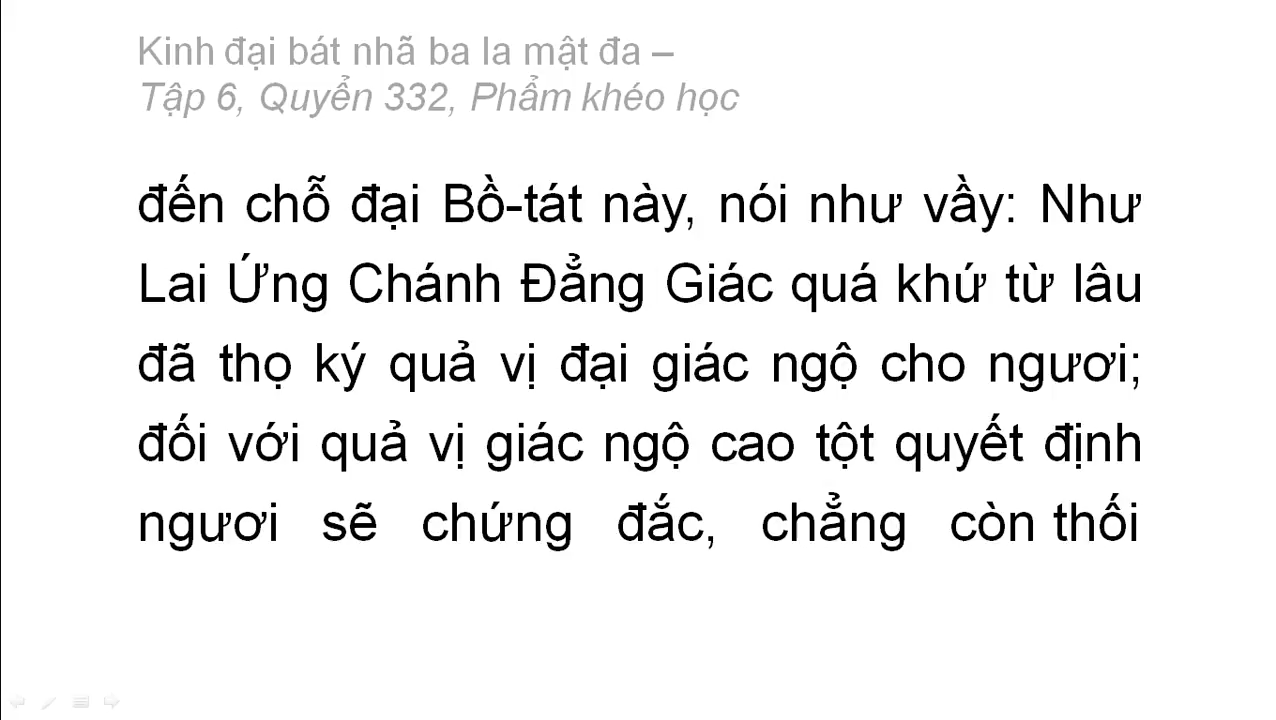 Kinh đại bát nhã ba la mật đa –
Tập 6, Quyển 332, Phẩm khéo học
đến chỗ đại Bồ-tát này, nói như vầy: Như
Lai Ứng Chánh Đẳng Giác quá khứ từ lâu
đã thọ ký quả vị đại giác ngộ cho ngươi;
đối với quả vị giác ngộ cao tột quyết định
ngươi sẽ chứng đắc, chẳng còn thối